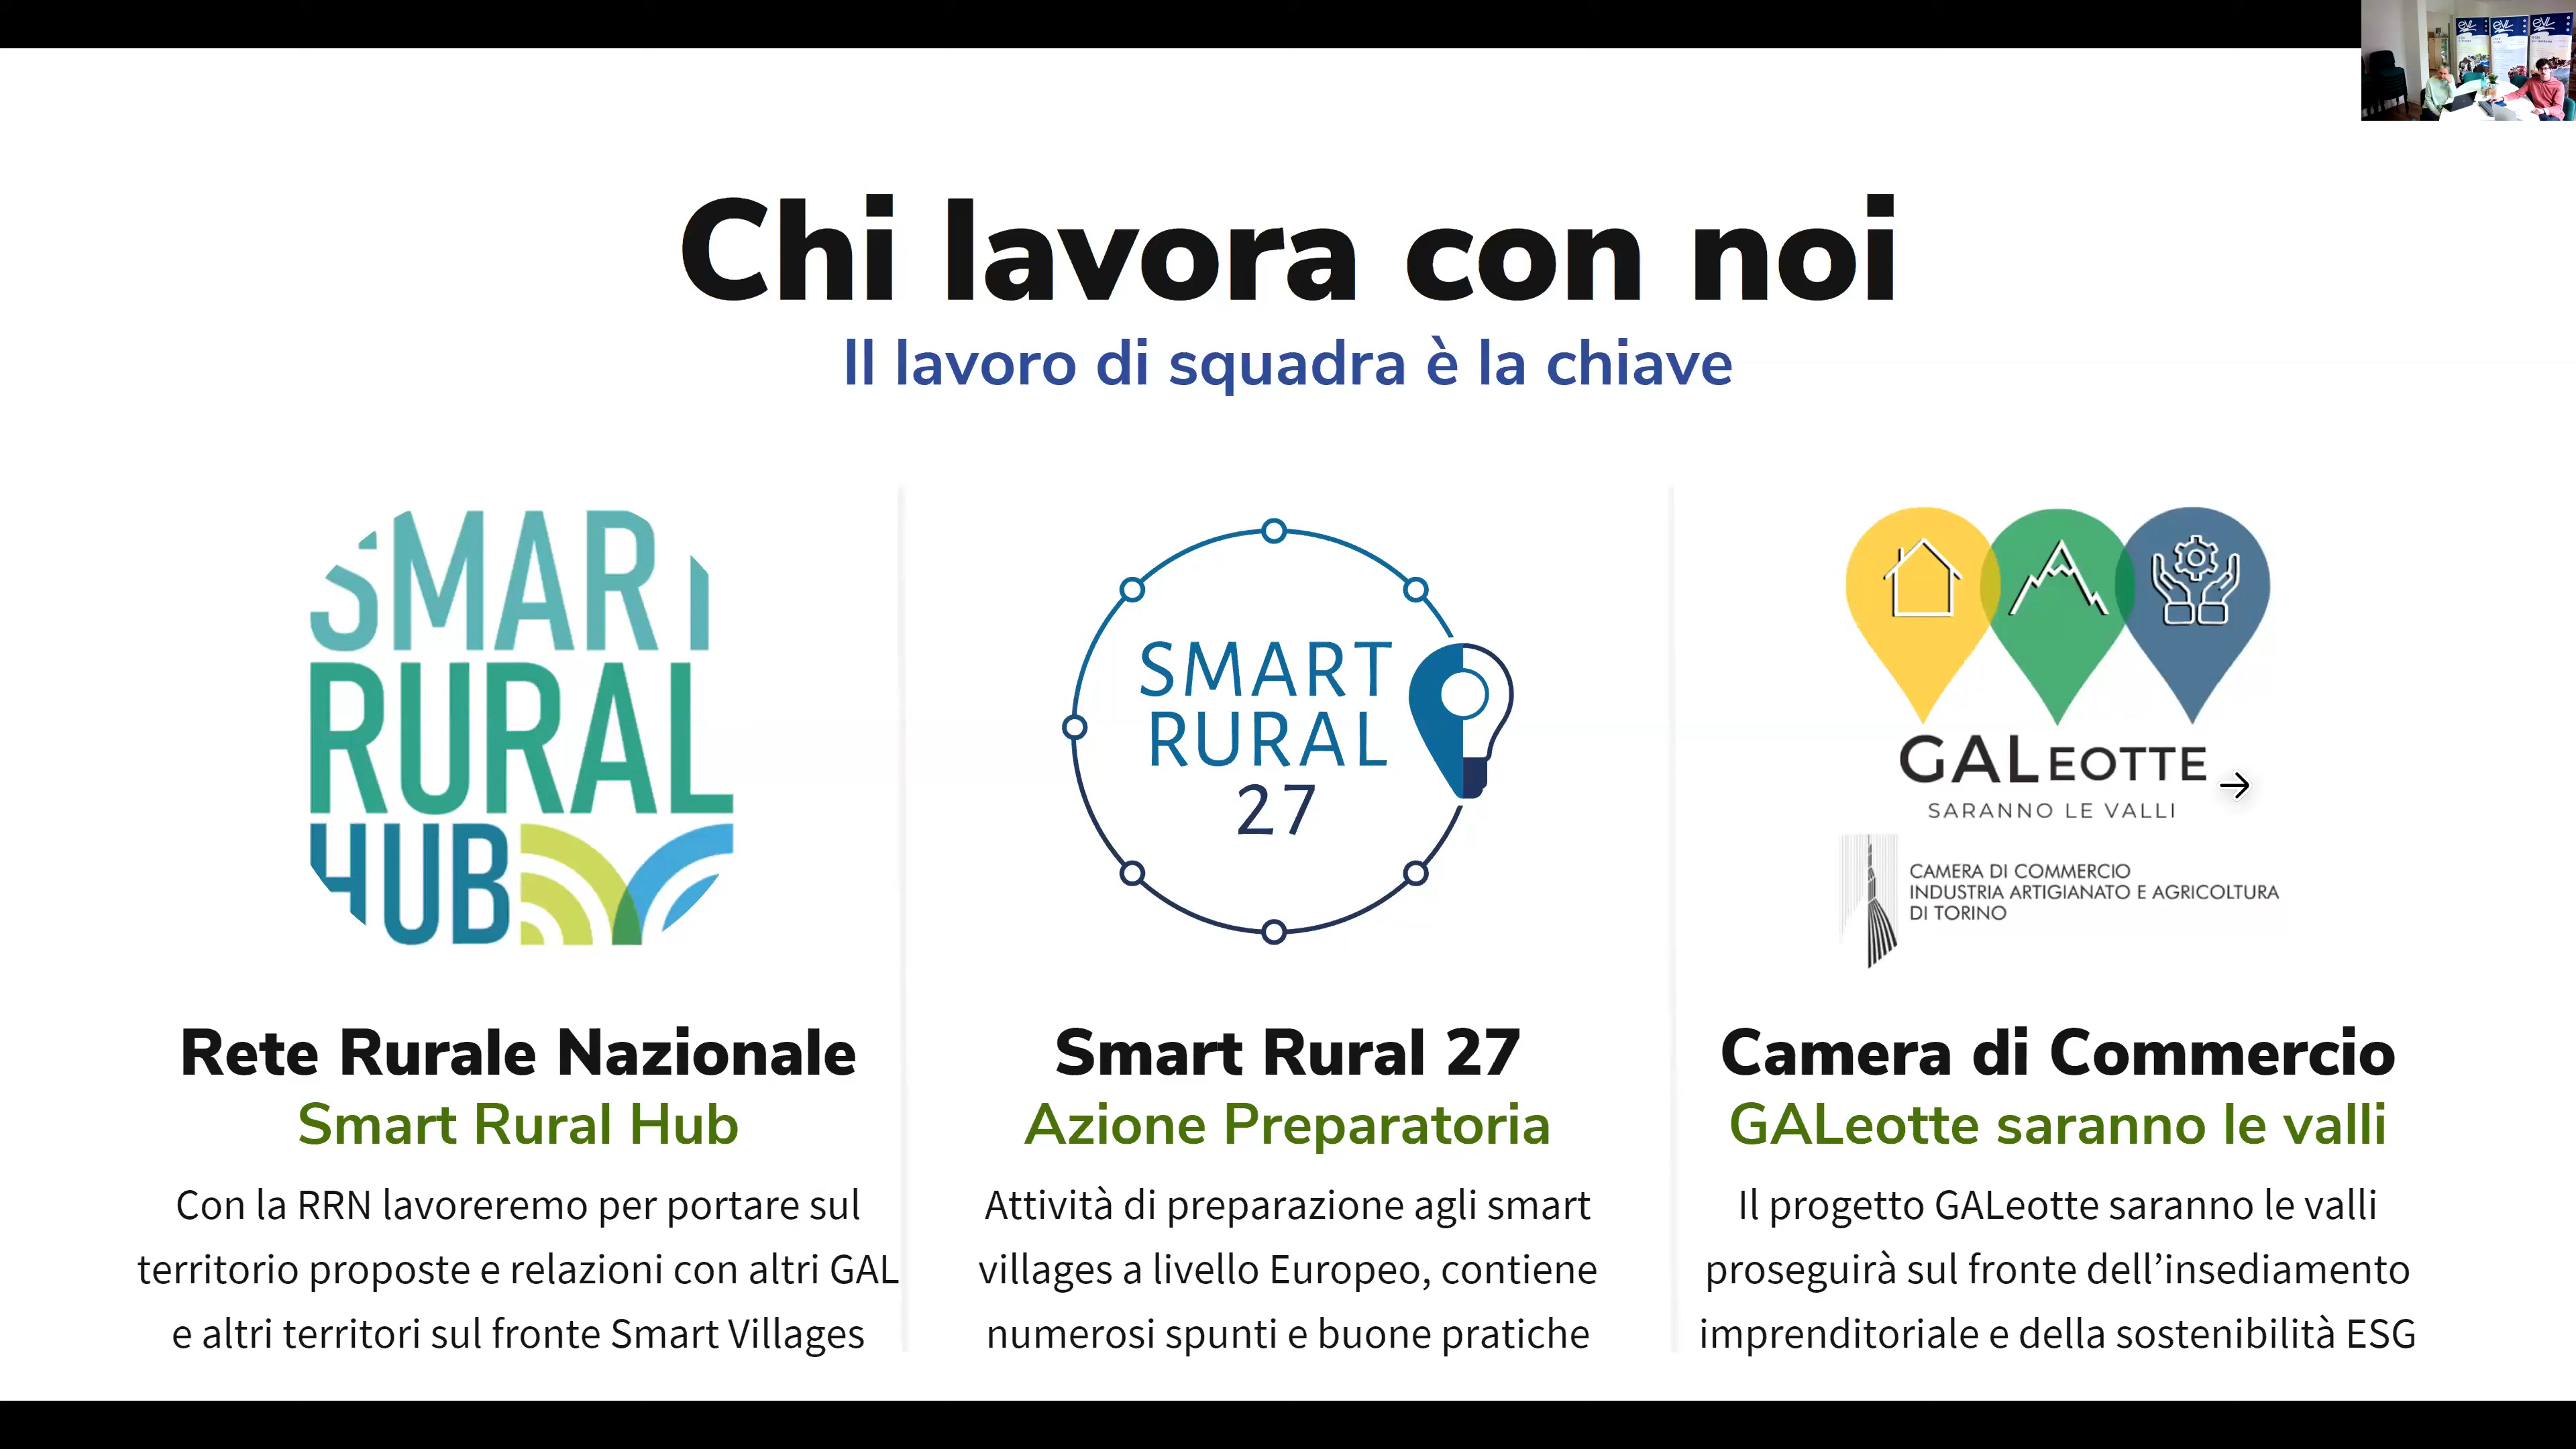 EVL EVL EVL
Chi lavora con noi
Il lavoro di squadra è la chiave
SMART
RURAL
HUB
Rete Rurale Nazionale
Smart Rural Hub
Con la RRN lavoreremo per portare sul
territorio proposte e relazioni con altri GAL
e altri territori sul fronte Smart Villages
SMART
RURAL
27
Smart Rural 27
Azione Preparatoria
Attività di preparazione agli smart
villages a livello Europeo, contiene
numerosi spunti e buone pratiche
GALEOTTE
SARANNO LE VALLI
CAMERA DI COMMERCIO
INDUSTRIA ARTIGIANATO E AGRICOLTURA
DI TORINO
Camera di Commercio
GALeotte saranno le valli
Il progetto GALeotte saranno le valli
proseguirà sul fronte dell’insediamento
imprenditoriale e della sostenibilità ESG